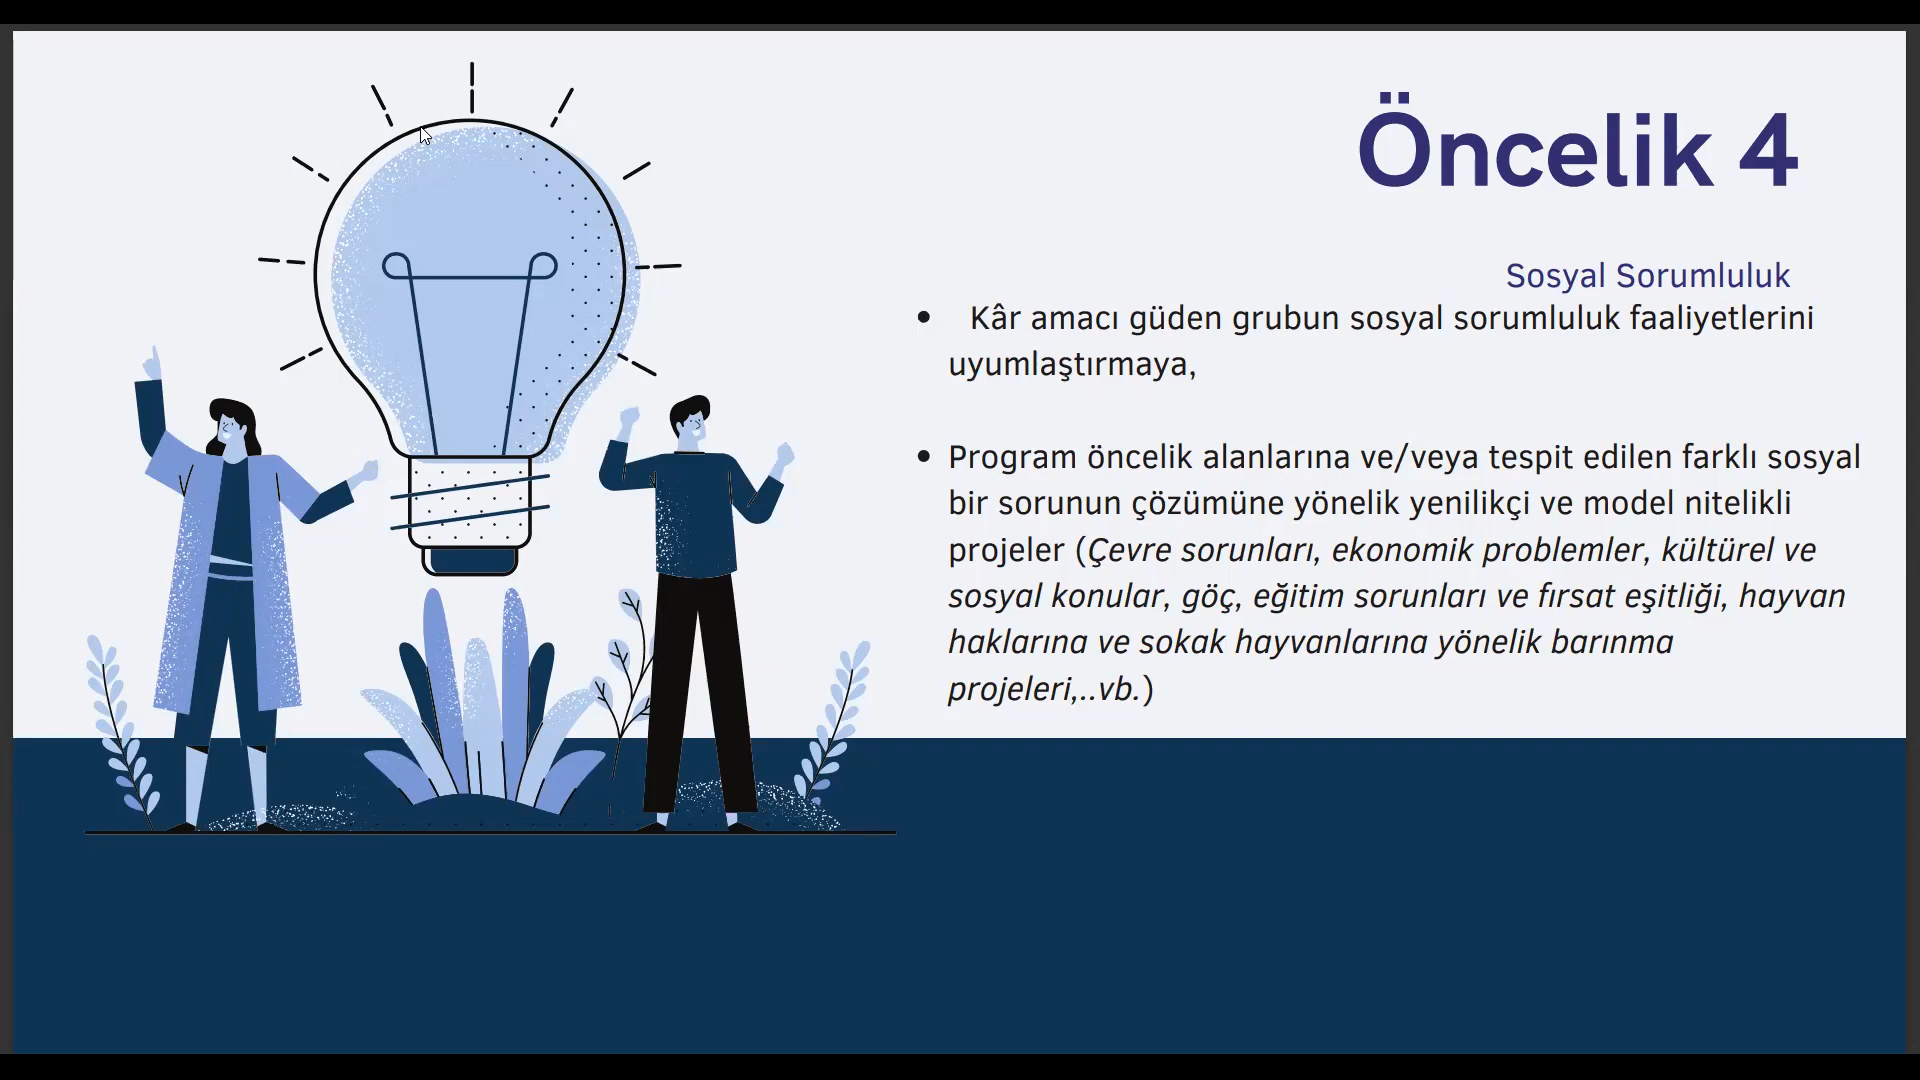 Öncelik 4
Sosyal Sorumluluk
• Kâr amacı güden grubun sosyal sorumluluk faaliyetlerini
uyumlaştırmaya,
• Program öncelik alanlarına ve/veya tespit edilen farklı sosyal
bir sorunun çözümüne yönelik yenilikçi ve model nitelikli
projeler (Çevre sorunları, ekonomik problemler, kültürel ve
sosyal konular, göç, eğitim sorunları ve fırsat eşitliği, hayvan
haklarına ve sokak hayvanlarına yönelik barınma
projeleri,..vb.)